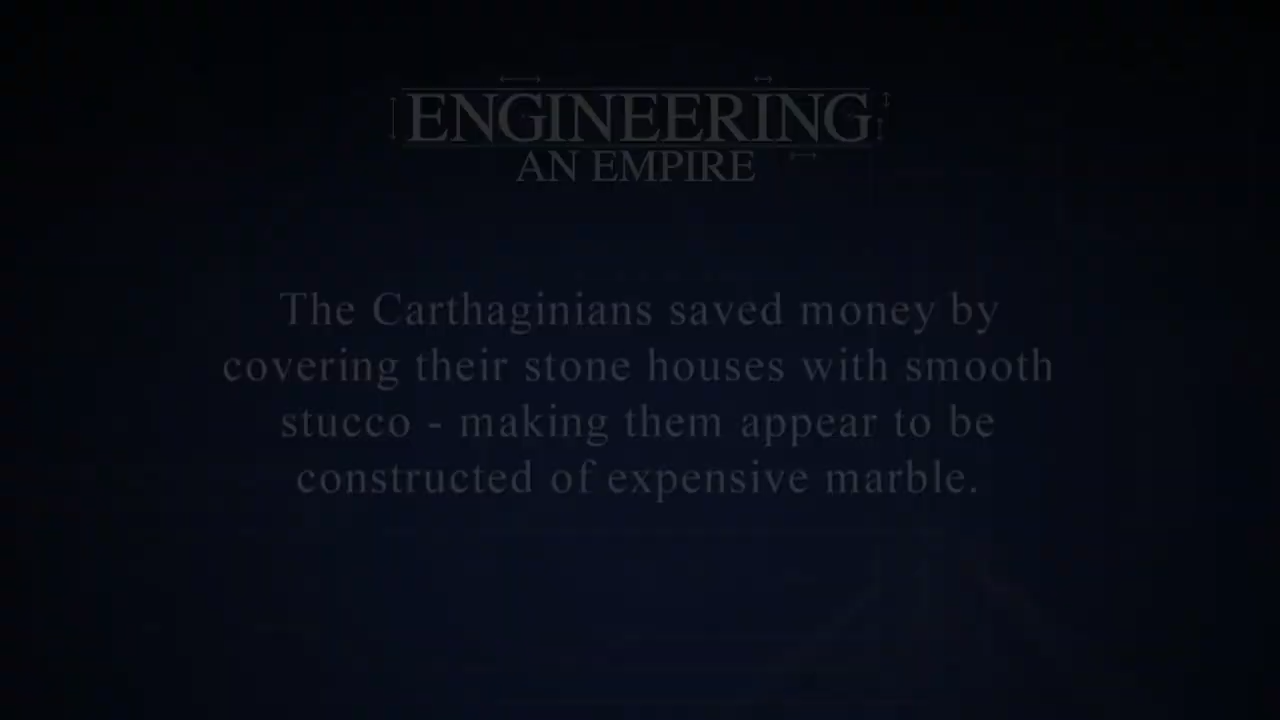 ENGINEERING
AN EMPIRE
The Carthaginians saved money by
covering their stone houses with smooth
stucco - making them appear to be
constructed of expensive marble.